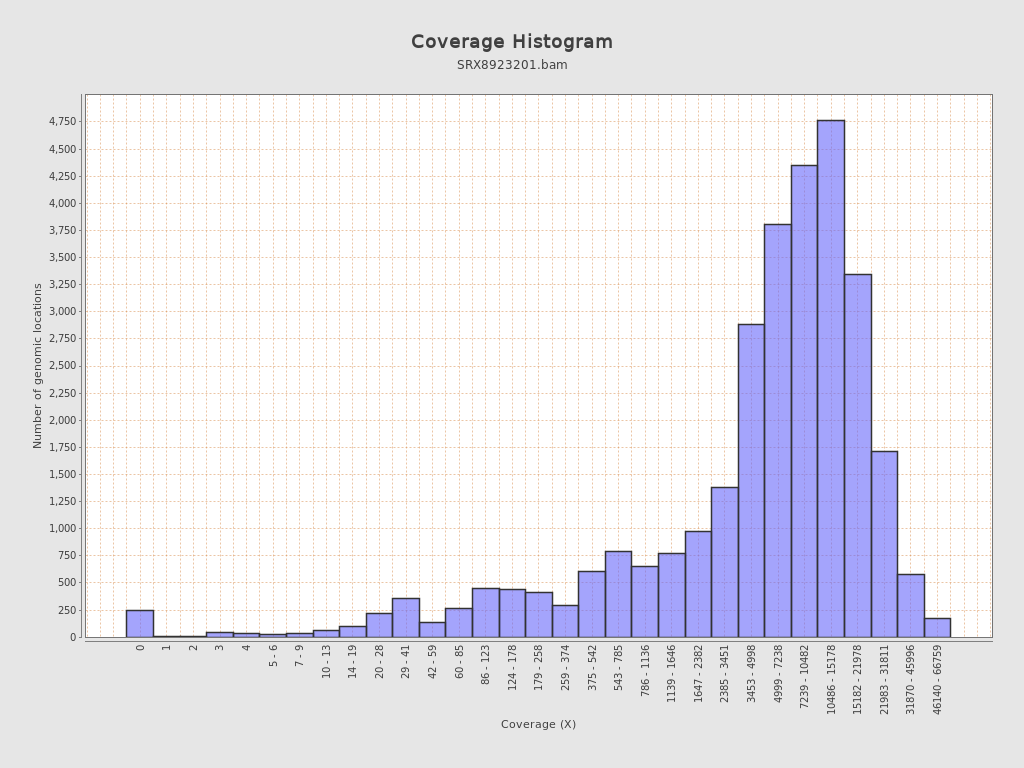 Coverage Histogram
SRX8923201.bam
4,750
4,500
4,250
4,000
3,750
3,500
3,250
3,000
2,750
2,500
2,250
2,000
1,750
1,500
1,250
1,000
750
500
250
0
Number of genomic locations
0
1
2
3
4
5 - 6
7 - 9
10 - 13
14 - 19
20 - 28
29 - 41
42 - 59
60 - 85
86 - 123
124 - 178
179 - 258
259 - 374
375 - 542
543 - 785
786 - 1136
1139 - 1646
1647 - 2382
2385 - 3451
3453 - 4998
4999 - 7238
7239 - 10482
10486 - 15178
15182 - 21978
21983 - 31811
31870 - 45996
46140 - 66759
Coverage (X)